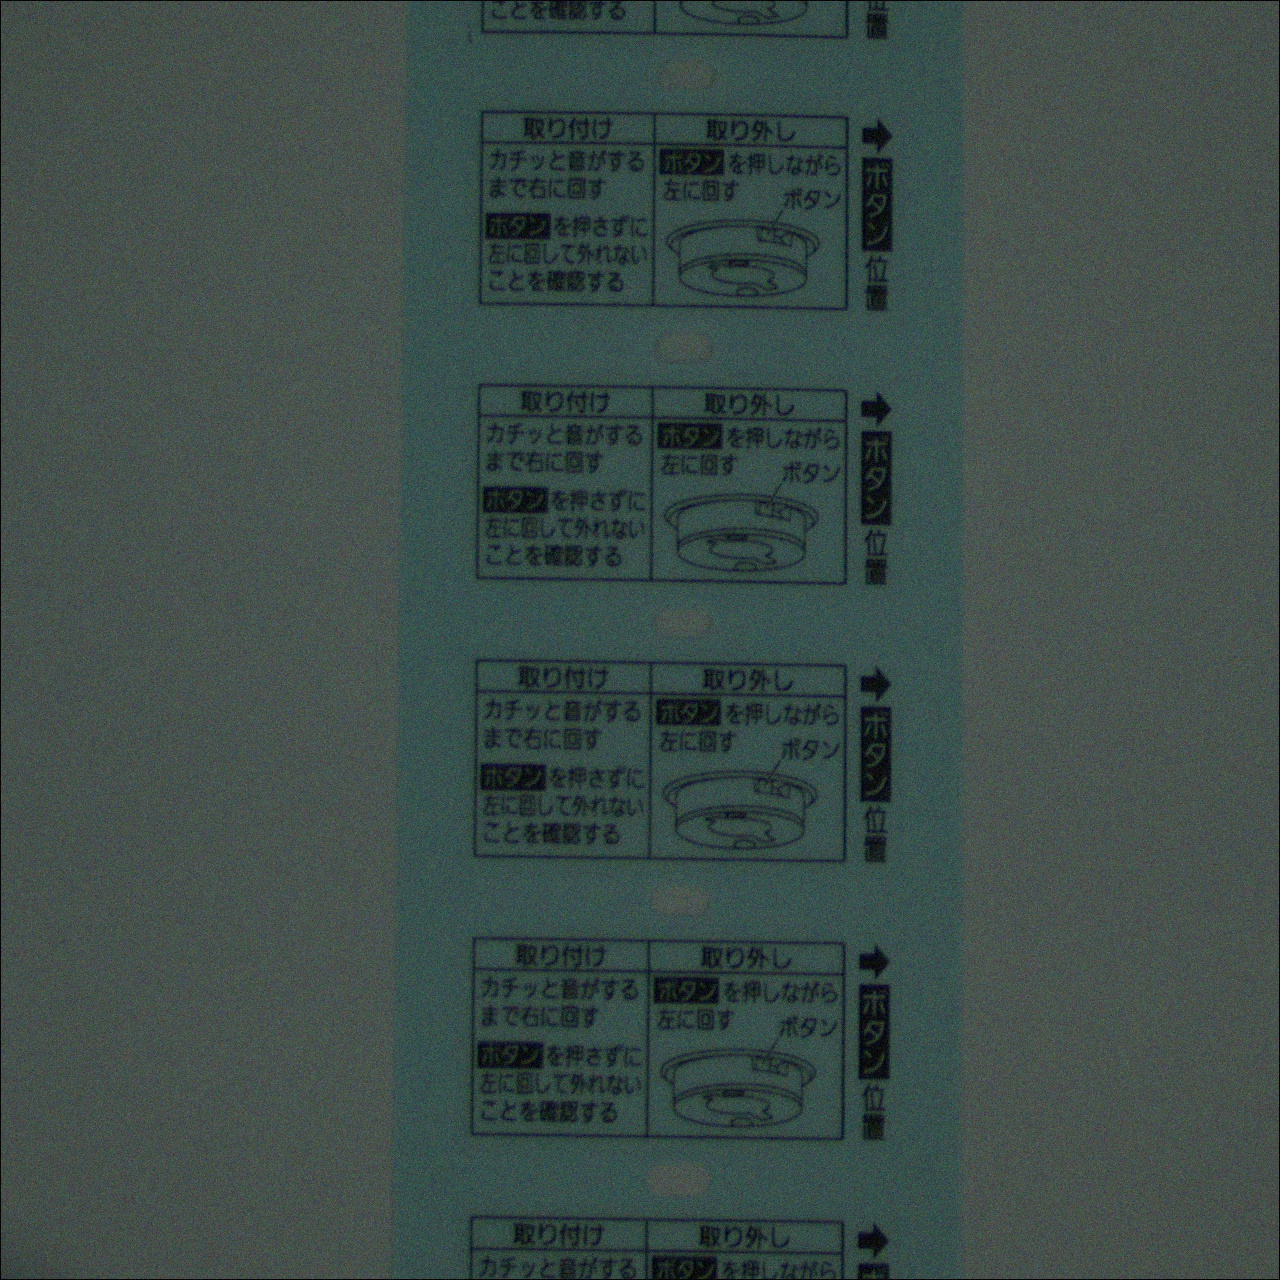 ことを確認する
位置
取り付け
カチッと音がする
まで右に回す
ボタンを押さずに
左に回して外れない
ことを確認する
取り外し
ボタンを押しながら
左に回す
ボタン
➡ボタン位置
取り付け
カチッと音がする
まで右に回す
ボタンを押さずに
左に回して外れない
ことを確認する
取り外し
ボタンを押しながら
左に回す
ボタン
➡ボタン位置
取り付け
カチッと音がする
まで右に回す
ボタンを押さずに
左に回して外れない
ことを確認する
取り外し
ボタンを押しながら
左に回す
ボタン
➡ボタン位置
取り付け
カチッと音がする
まで右に回す
ボタンを押さずに
左に回して外れない
ことを確認する
取り外し
ボタンを押しながら
左に回す
ボタン
➡ボタン位置
取り付け
カチッと音がする
取り外し
ボタンを押しながら
➡